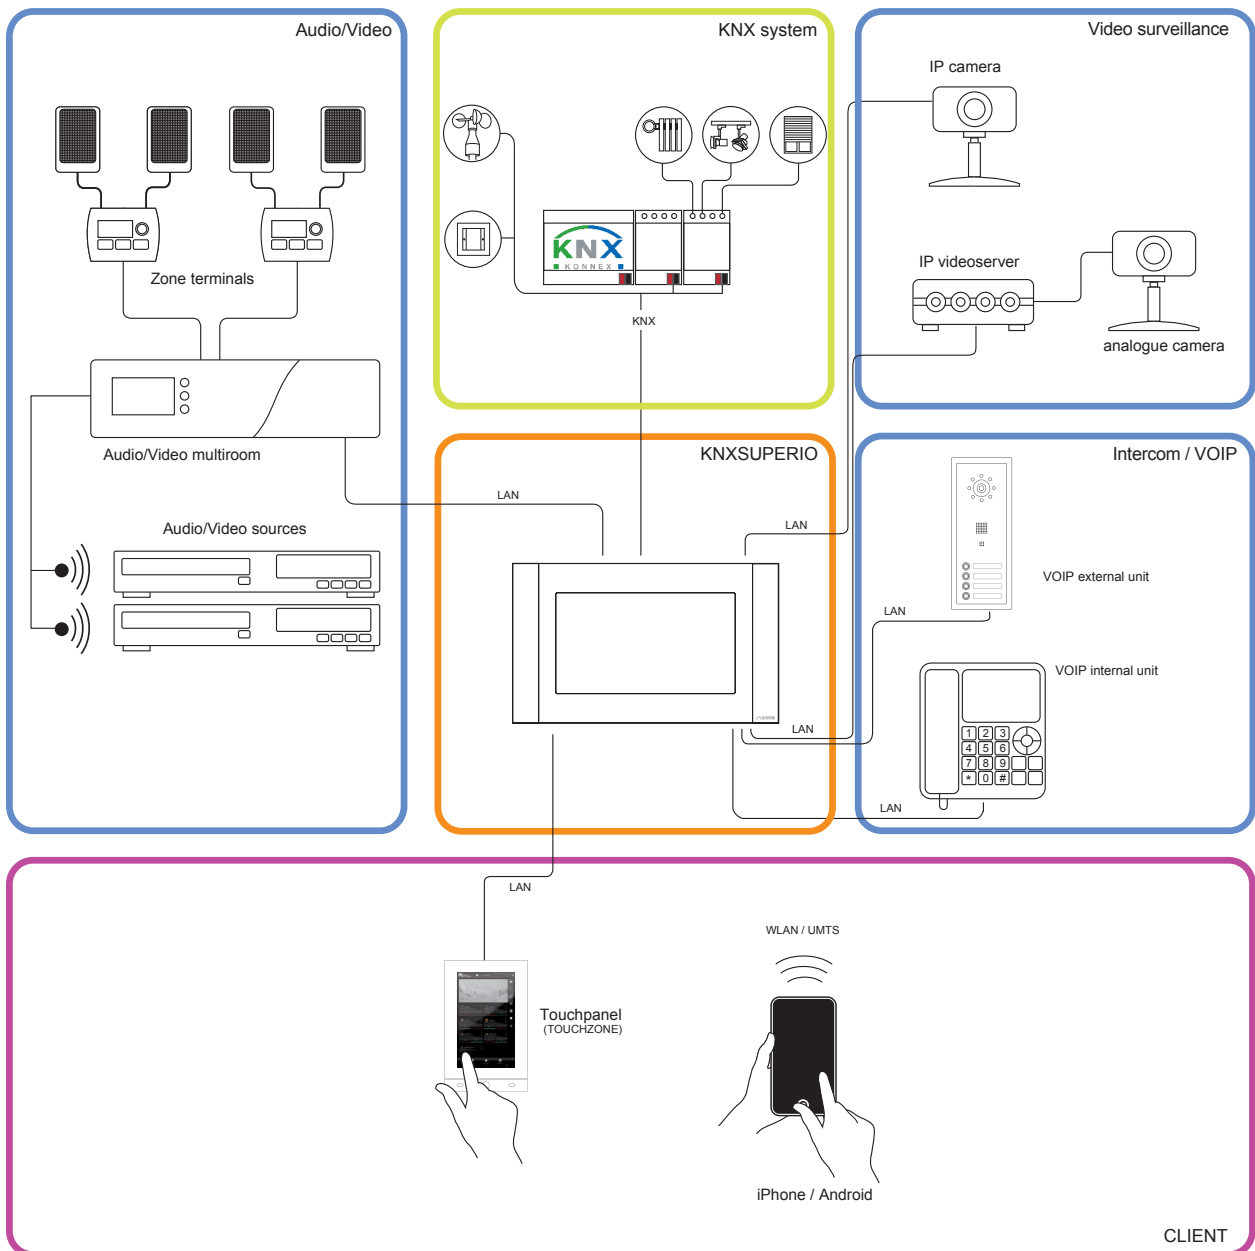 Audio/Video
Zone terminals
Audio/Video multiroom
Audio/Video sources
LAN
KNX system
KNX
KONNEX
KNX
KNXSUPERIO
LAN
LAN
LAN
Video surveillance
IP camera
IP videoserver
analogue camera
Intercom / VOIP
VOIP external unit
LAN
VOIP internal unit
1 2 3
4 5 6
7 8 9
* 0 #
LAN
LAN
Touchpanel
(TOUCHZONE)
WLAN / UMTS
iPhone / Android
CLIENT